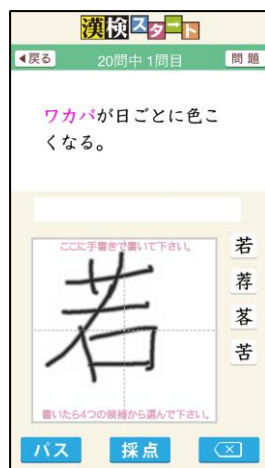 漢検スタート
◀戻る
20問中 1問目
問題
ワカバが日ごとに色こ
くなる。
ここに手書きで書いて下さい。
若
若
荐
茖
苦
書いたら4つの候補から選んで下さい。
パス
採点